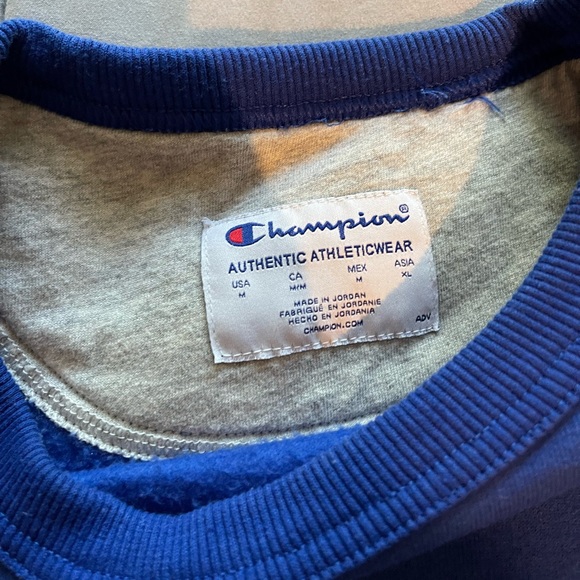 Champion®
AUTHENTIC ATHLETICWEAR
USA CA MEX ASIA
M M/M M XL
MADE IN JORDAN
FABRIQUÉ EN JORDANIE
HECHO EN JORDANIA
CHAMPION.COM
ADV